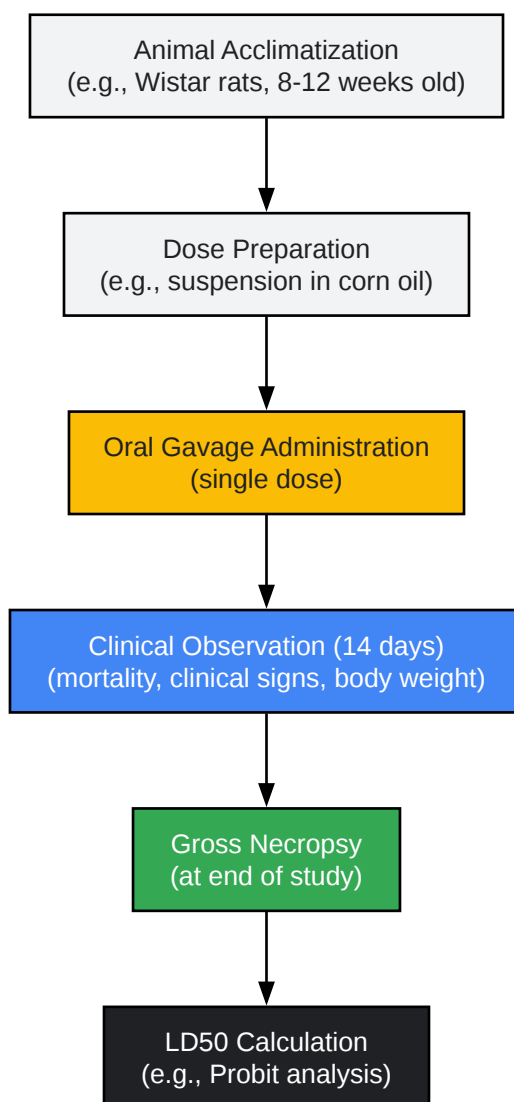 Animal Acclimatization
(e.g., Wistar rats, 8-12 weeks old)
Dose Preparation
(e.g., suspension in corn oil)
Oral Gavage Administration
(single dose)
Clinical Observation (14 days)
(mortality, clinical signs, body weight)
Gross Necropsy
(at end of study)
LD50 Calculation
(e.g., Probit analysis)